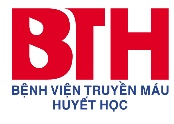 BTH
BỆNH VIỆN TRUYỀN MÁU
HUYẾT HỌC